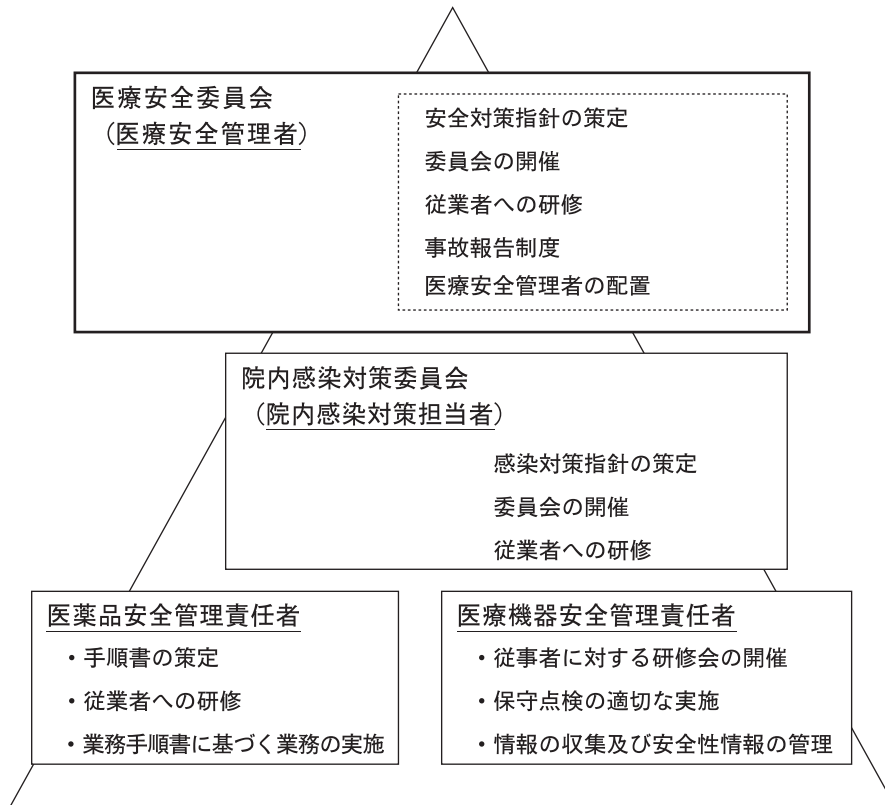 医療安全委員会
（医療安全管理者）
安全対策指針の策定
委員会の開催
従業者への研修
事故報告制度
医療安全管理者の配置
院内感染対策委員会
（院内感染対策担当者）
感染対策指針の策定
委員会の開催
従業者への研修
医薬品安全管理責任者
・手順書の策定
・従業者への研修
・業務手順書に基づく業務の実施
医療機器安全管理責任者
・従事者に対する研修会の開催
・保守点検の適切な実施
・情報の収集及び安全性情報の管理